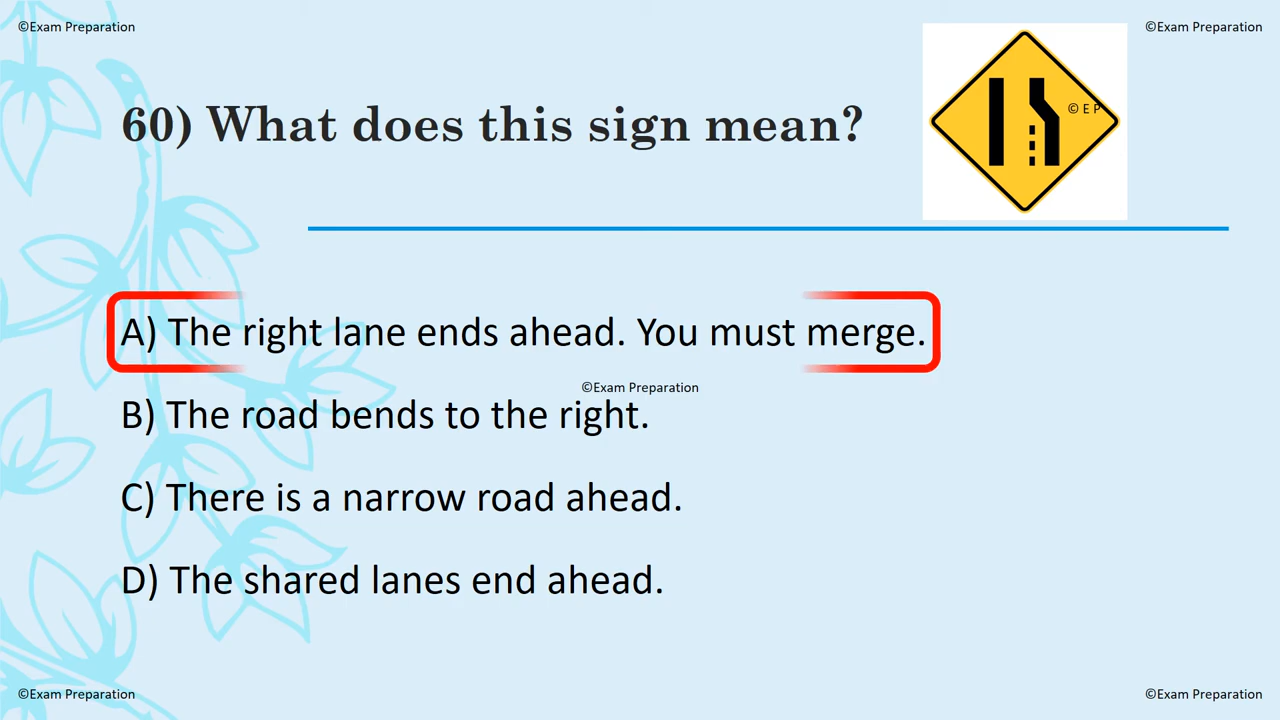 ©Exam Preparation
©Exam Preparation
60) What does this sign mean?
© E P
A) The right lane ends ahead. You must merge.
©Exam Preparation
B) The road bends to the right.
C) There is a narrow road ahead.
D) The shared lanes end ahead.
©Exam Preparation
©Exam Preparation